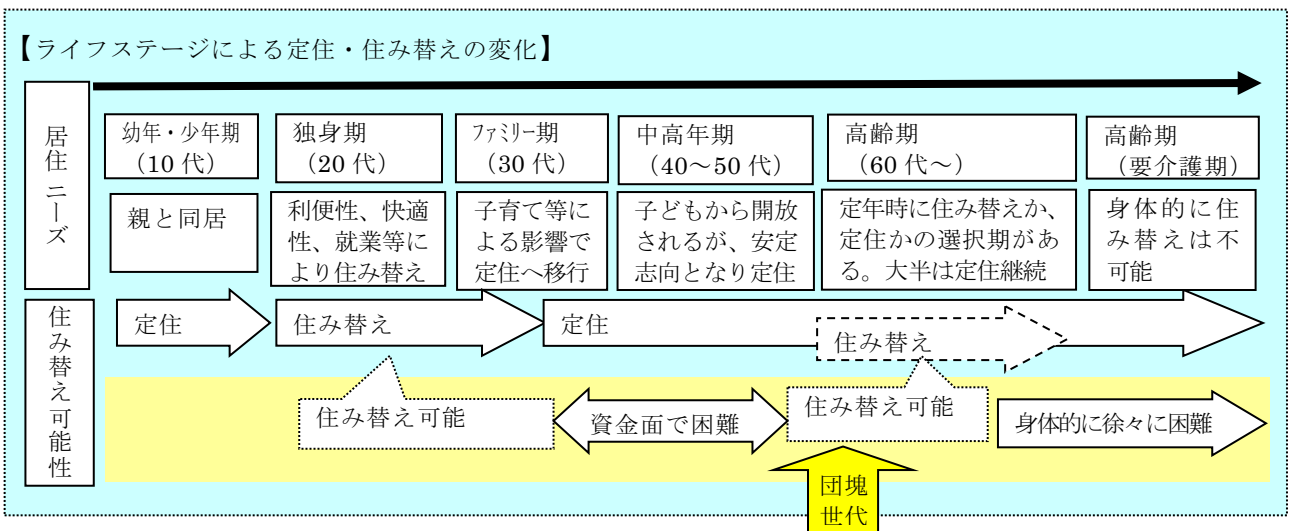 【ライフステージによる定住・住み替えの変化】
居住ニーズ
幼年・少年期
（10 代）
独身期
（20 代）
ﾌｧﾐﾘｰ期
（30 代）
中高年期
（40～50 代）
高齢期
（60 代～）
高齢期
（要介護期）
親と同居
利便性、快適
性、就業等に
より住み替え
子育て等に
よる影響で
定住へ移行
子どもから開放
されるが、安定
志向となり定住
定年時に住み替えか、
定住かの選択期があ
る。大半は定住継続
身体的に住
み替えは不
可能
住み替え可能性
定住
住み替え
定住
住み替え
住み替え可能
資金面で困難
住み替え可能
身体的に徐々に困難
団塊
世代